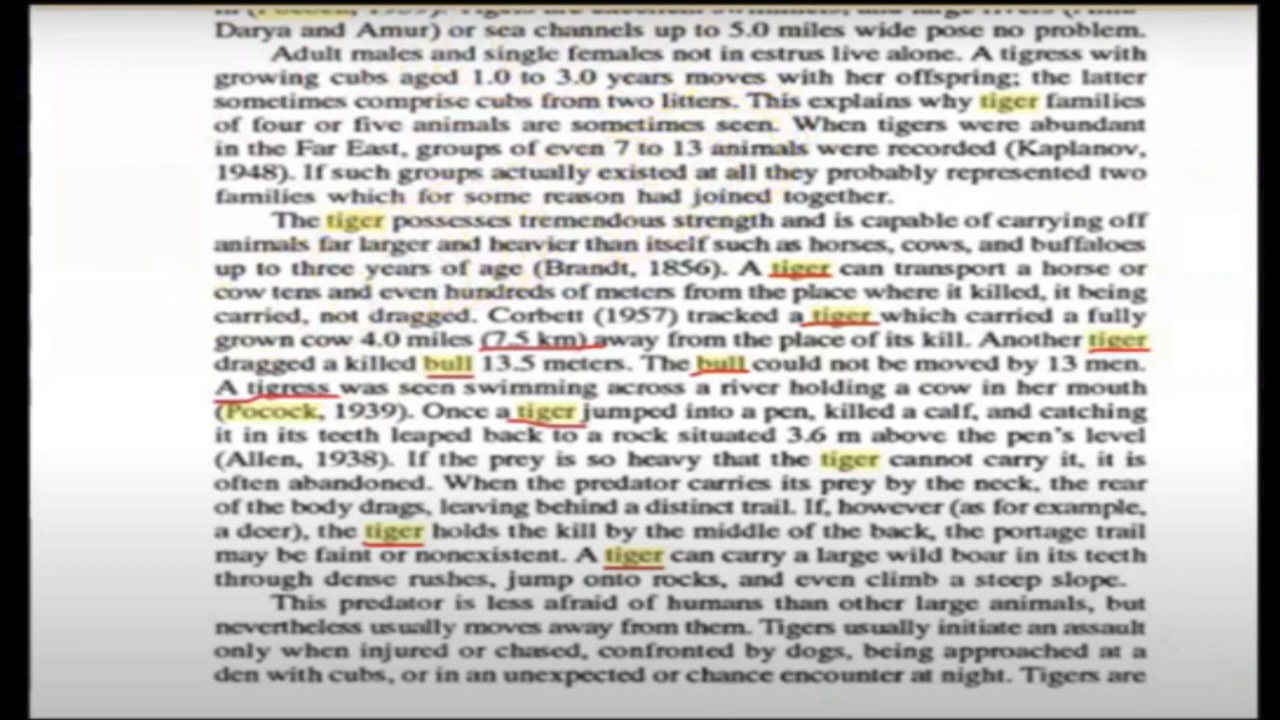 Darya and Amur) or sea channels up to 5.0 miles wide pose no problem.
Adult males and single females not in estrus live alone. A tigress with
growing cubs aged 1.0 to 3.0 years moves with her offspring; the latter
sometimes comprise cubs from two litters. This explains why tiger families
of four or five animals are sometimes seen. When tigers were abundant
in the Far East, groups of even 7 to 13 animals were recorded (Kaplanov,
1948). If such groups actually existed at all they probably represented two
families which for some reason had joined together.
The tiger possesses tremendous strength and is capable of carrying off
animals far larger and heavier than itself such as horses, cows, and buffaloes
up to three years of age (Brandt, 1856). A tiger can transport a horse or
cow tens and even hundreds of meters from the place where it killed, it being
carried, not dragged. Corbett (1957) tracked a tiger which carried a fully
grown cow 4.0 miles (7.5 km) away from the place of its kill. Another tiger
dragged a killed bull 13.5 meters. The bull could not be moved by 13 men.
A tigress was seen swimming across a river holding a cow in her mouth
(Pocock, 1939). Once a tiger jumped into a pen, killed a calf, and catching
it in its teeth leaped back to a rock situated 3.6 m above the pen's level
(Allen, 1938). If the prey is so heavy that the tiger cannot carry it, it is
often abandoned. When the predator carries its prey by the neck, the rear
of the body drags, leaving behind a distinct trail. If, however (as for example,
a deer), the tiger holds the kill by the middle of the back, the portage trail
may be faint or nonexistent. A tiger can carry a large wild boar in its teeth
through dense rushes, jump onto rocks, and even climb a steep slope.
This predator is less afraid of humans than other large animals, but
nevertheless usually moves away from them. Tigers usually initiate an assault
only when injured or chased, confronted by dogs, being approached at a
den with cubs, or in an unexpected or chance encounter at night. Tigers are